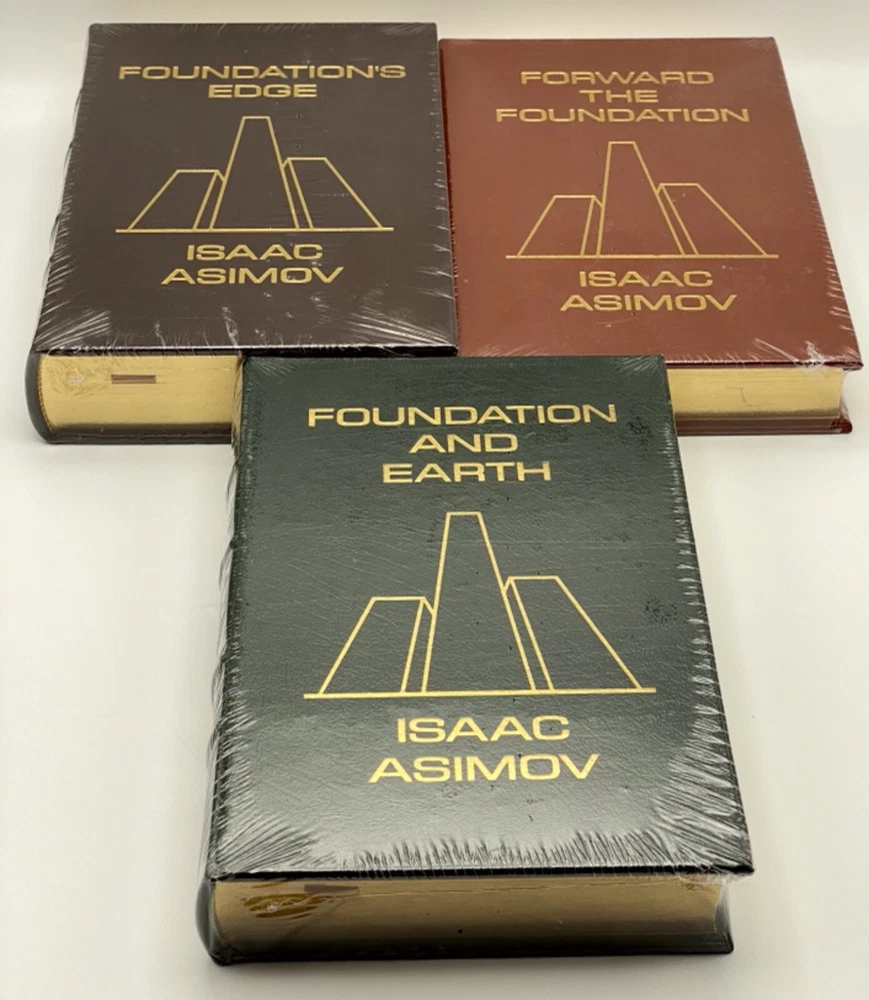 FOUNDATION'S
EDGE
ISAAC
ASIMOV
FORWARD
THE
FOUNDATION
ISAAC
ASIMOV
FOUNDATION
AND
EARTH
ISAAC
ASIMOV